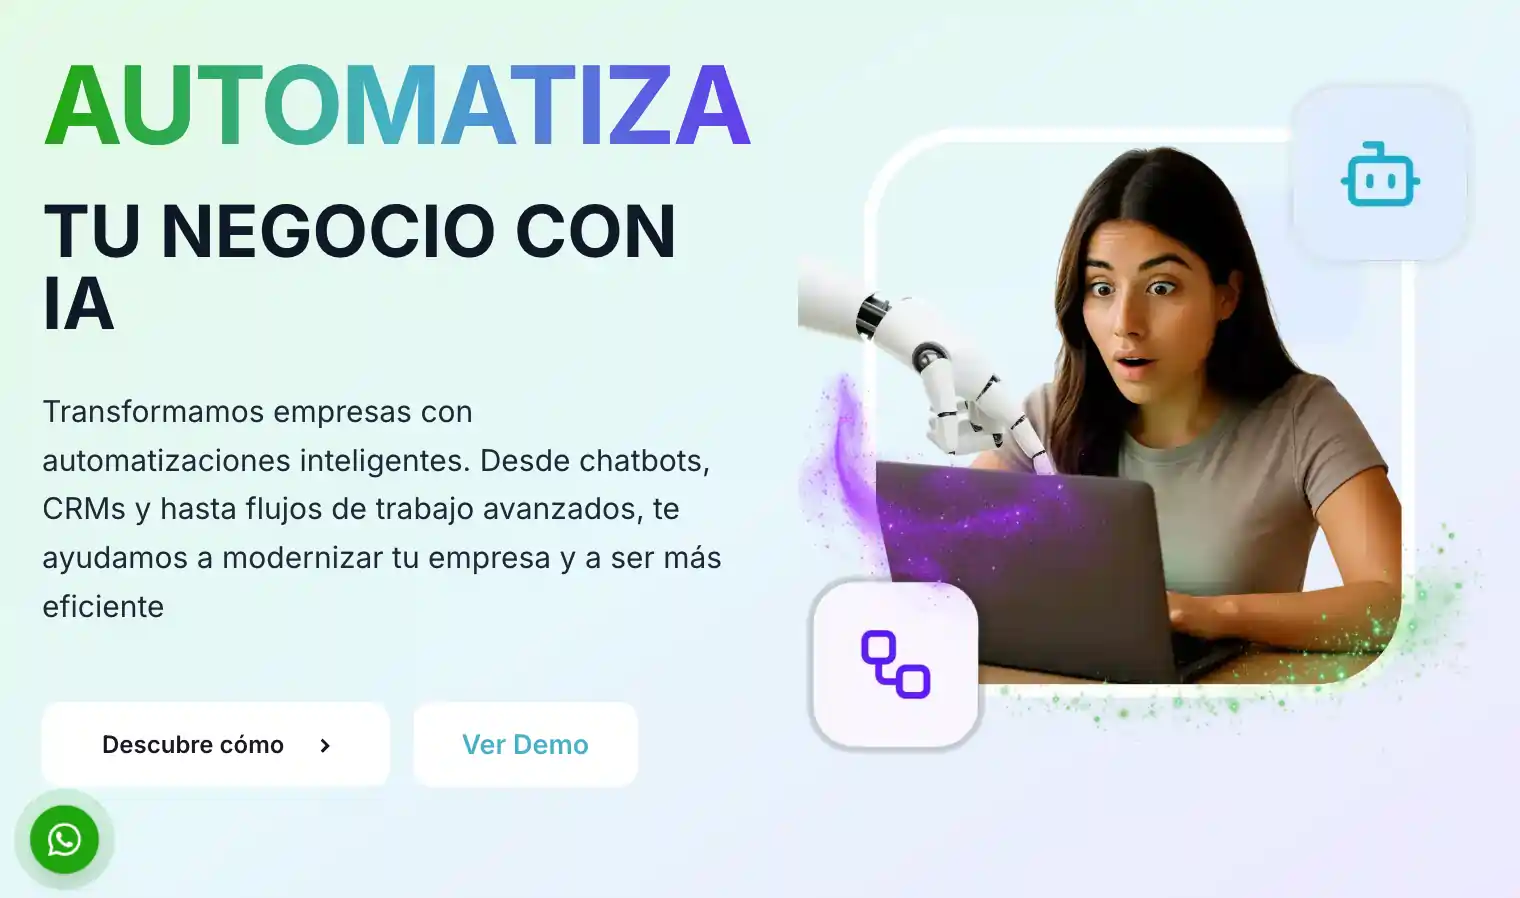 AUTOMATIZA
TU NEGOCIO CON
IA
Transformamos empresas con
automatizaciones inteligentes. Desde chatbots,
CRMs y hasta flujos de trabajo avanzados, te
ayudamos a modernizar tu empresa y a ser más
eficiente
Descubre cómo
Ver Demo